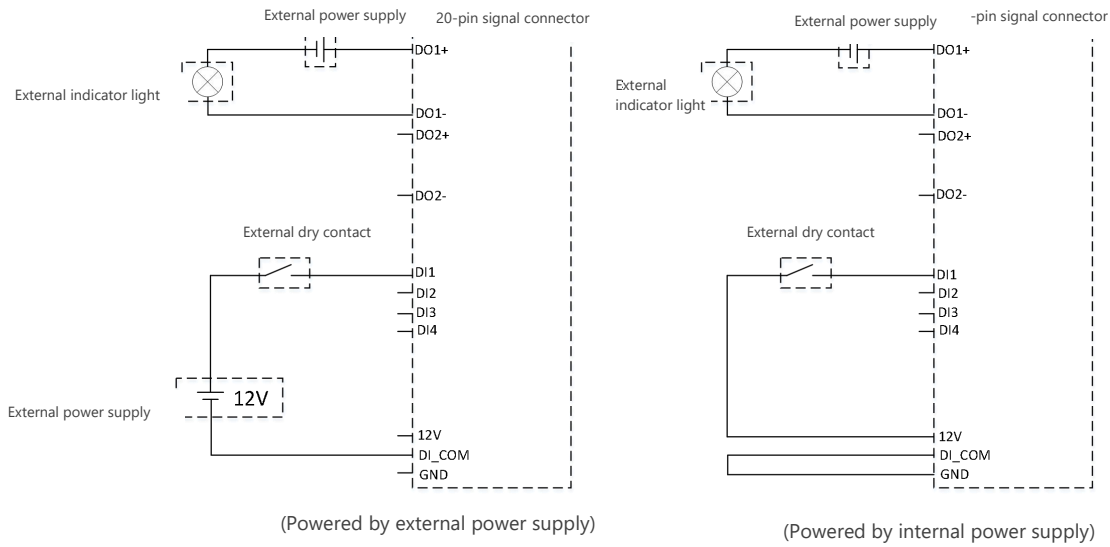 External power supply
20-pin signal connector
DO1+
External indicator light
DO1-
DO2+
DO2-
External dry contact
DI1
DI2
DI3
DI4
12V
External power supply
12V
DI_COM
GND
(Powered by external power supply)
External power supply
-pin signal connector
DO1+
External
indicator light
DO1-
DO2+
DO2-
External dry contact
DI1
DI2
DI3
DI4
12V
DI_COM
GND
(Powered by internal power supply)